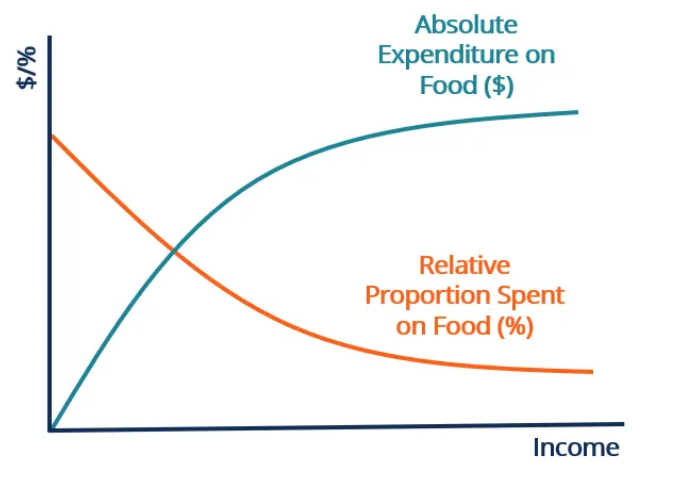 Absolute
Expenditure on
Food ($)
$/%
Relative
Proportion Spent
on Food (%)
Income